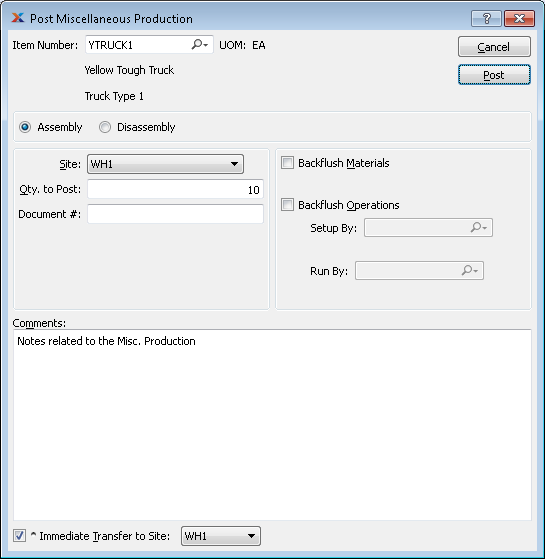 Post Miscellaneous Production
Item Number: YTRUCK1 UOM: EA
Cancel
Yellow Tough Truck
Post
Truck Type 1
Assembly Disassembly
Site: WH1
Backflush Materials
Qty. to Post: 10
Backflush Operations
Document #:
Setup By:
Run By:
Comments:
Notes related to the Misc. Production
^ Immediate Transfer to Site: WH1